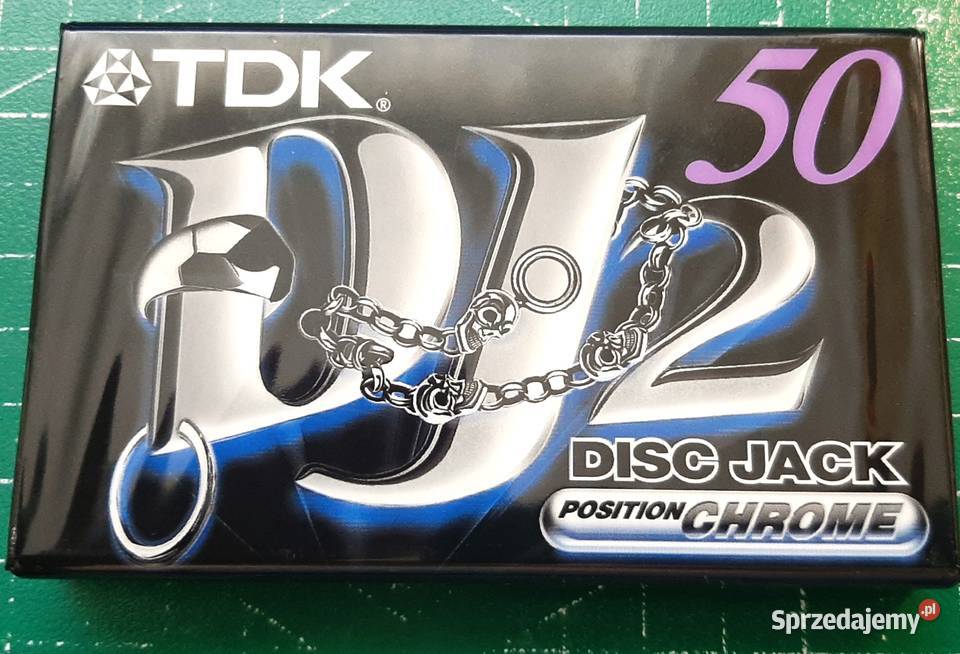 TDK®
50
DJ2
DISC JACK
POSITION CHROME
Sprzedajemy.pl